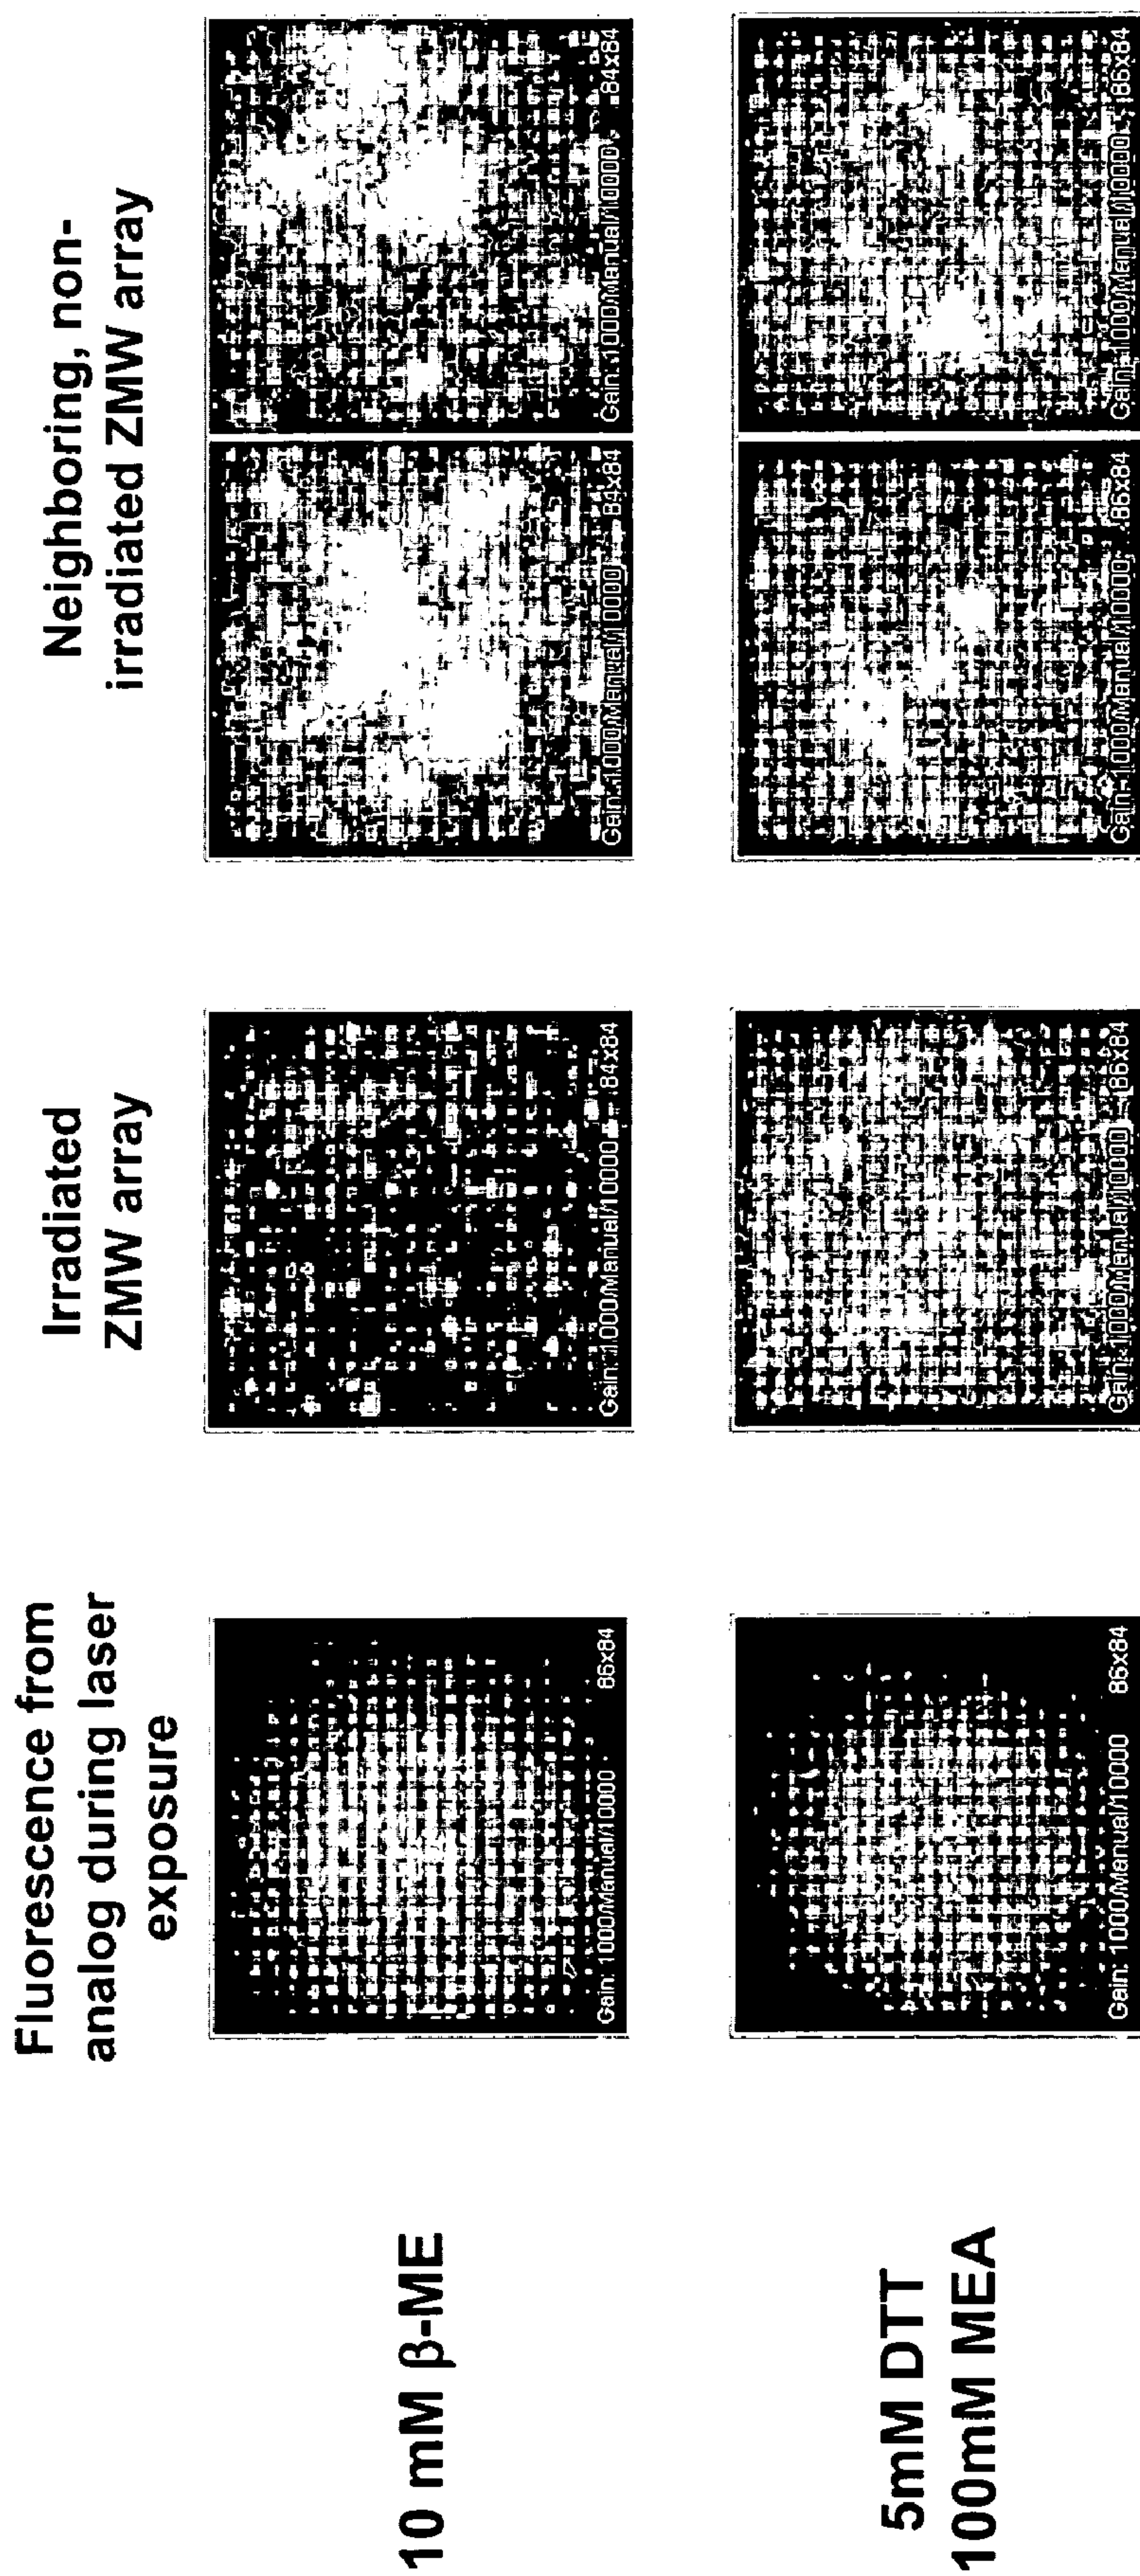 Fluorescence from
analog during laser
exposure
Irradiated
ZMW array
Neighboring, non-
irradiated ZMW array
10 mM β-ME
Gain: 1000/Manual/10000 86x84
Gain: 1000/Manual/10000 84x84
Gain: 1000/Manual/10000 84x84
Gain: 1000/Manual/10000 84x84
5mM DTT
100mM MEA
Gain: 1000/Manual/10000 86x84
Gain: 1000/Manual/10000 86x84
Gain: 1000/Manual/10000 86x84
Gain: 1000/Manual/10000 86x84